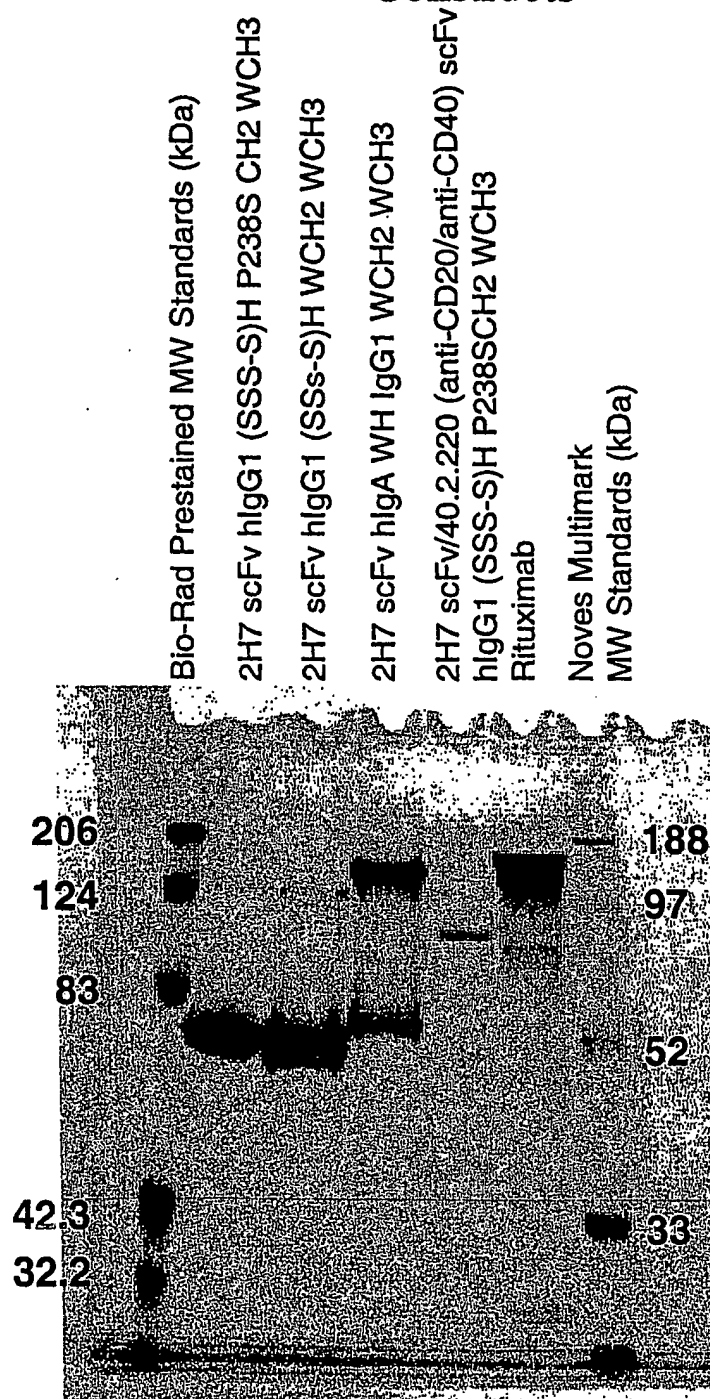 Bio-Rad Prestained MW Standards (kDa)
2H7 scFv hIgG1 (SSS-S)H P238S CH2 WCH3
2H7 scFv hIgG1 (SSs-S)H WCH2 WCH3
2H7 scFv hIgA WH IgG1 WCH2 WCH3
2H7 scFv/40.2.220 (anti-CD20/anti-CD40) scFv
hIgG1 (SSS-S)H P238SCH2 WCH3
Rituximab
Noves Multimark
MW Standards (kDa)
206
124
83
42.3
32.2
188
97
52
33